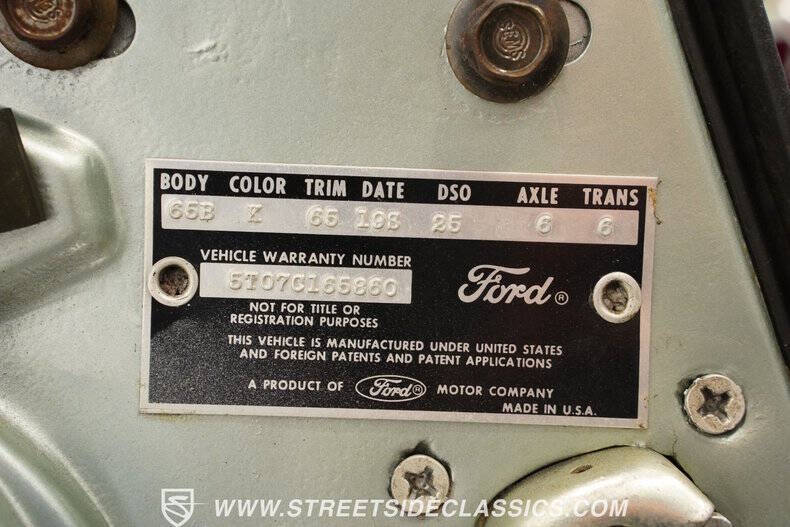 BODY COLOR TRIM DATE DSO AXLE TRANS
65B K 65 19S 25 6 6
VEHICLE WARRANTY NUMBER
5T07C165860
Ford ®
NOT FOR TITLE OR
REGISTRATION PURPOSES
THIS VEHICLE IS MANUFACTURED UNDER UNITED STATES
AND FOREIGN PATENTS AND PATENT APPLICATIONS
A PRODUCT OF Ford ® MOTOR COMPANY
MADE IN U.S.A.
WWW.STREETSIDECLASSICS.COM